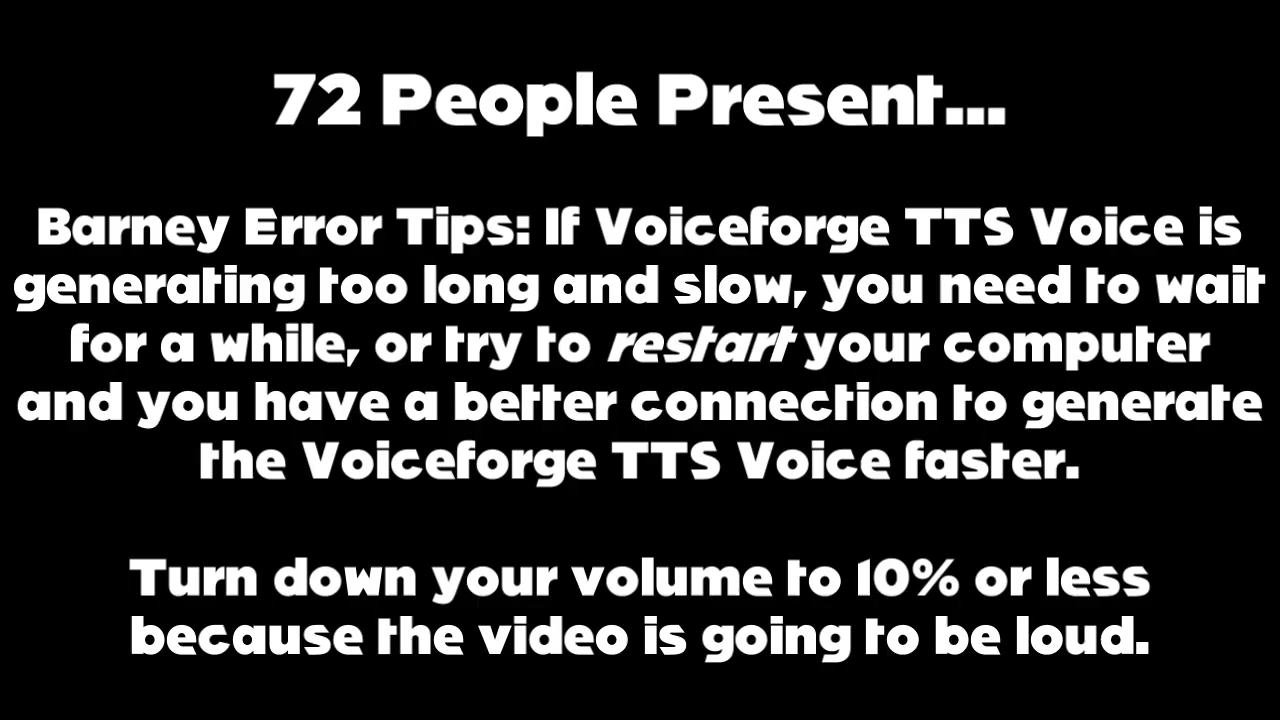 72 People Present...
Barney Error Tips: If Voiceforge TTS Voice is
generating too long and slow, you need to wait
for a while, or try to restart your computer
and you have a better connection to generate
the Voiceforge TTS Voice faster.
Turn down your volume to 10% or less
because the video is going to be loud.